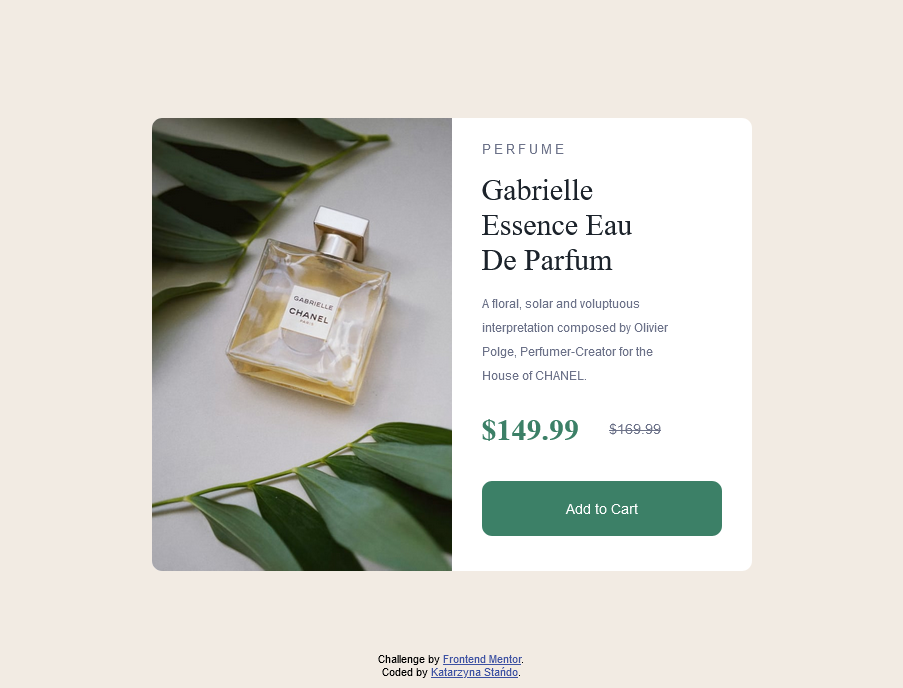 PERFUME
Gabrielle
Essence Eau
De Parfum
A floral, solar and voluptuous
interpretation composed by Olivier
Polge, Perfumer-Creator for the
House of CHANEL.
$149.99 $169.99
Add to Cart
GABRIELLE
CHANEL
PARIS
Challenge by Frontend Mentor.
Coded by Katarzyna Stańdo.